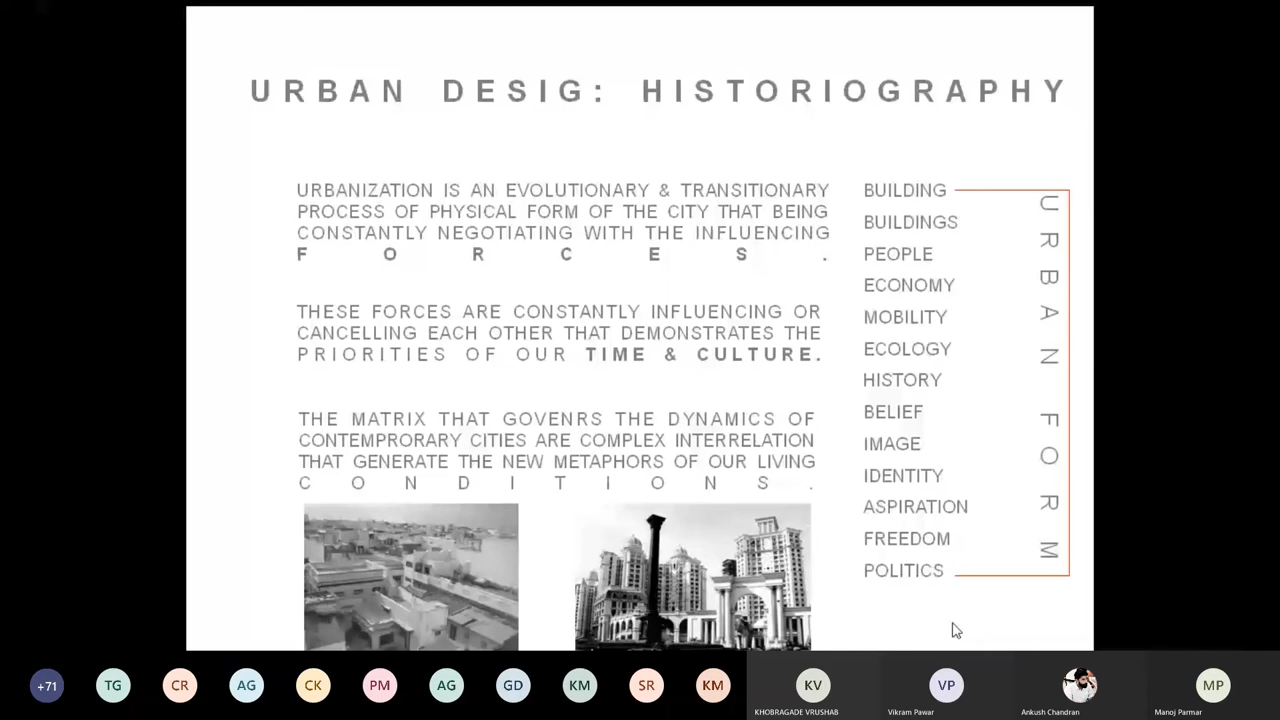 URBAN DESIG: HISTORIOGRAPHY
URBANIZATION IS AN EVOLUTIONARY & TRANSITIONARY
PROCESS OF PHYSICAL FORM OF THE CITY THAT BEING
CONSTANTLY NEGOTIATING WITH THE INFLUENCING
FORCES.
THESE FORCES ARE CONSTANTLY INFLUENCING OR
CANCELLING EACH OTHER THAT DEMONSTRATES THE
PRIORITIES OF OUR TIME & CULTURE.
THE MATRIX THAT GOVENRS THE DYNAMICS OF
CONTEMPRORARY CITIES ARE COMPLEX INTERRELATION
THAT GENERATE THE NEW METAPHORS OF OUR LIVING
CONDITIONS.
BUILDING
BUILDINGS
PEOPLE
ECONOMY
MOBILITY
ECOLOGY
HISTORY
BELIEF
IMAGE
IDENTITY
ASPIRATION
FREEDOM
POLITICS
URBAN FORM
+71 TG CR AG CK PM AG GD KM SR KM KV VP MP
KHOBRAGADE VRUSHAB Vikram Pawar Ankush Chandran Manoj Parmar